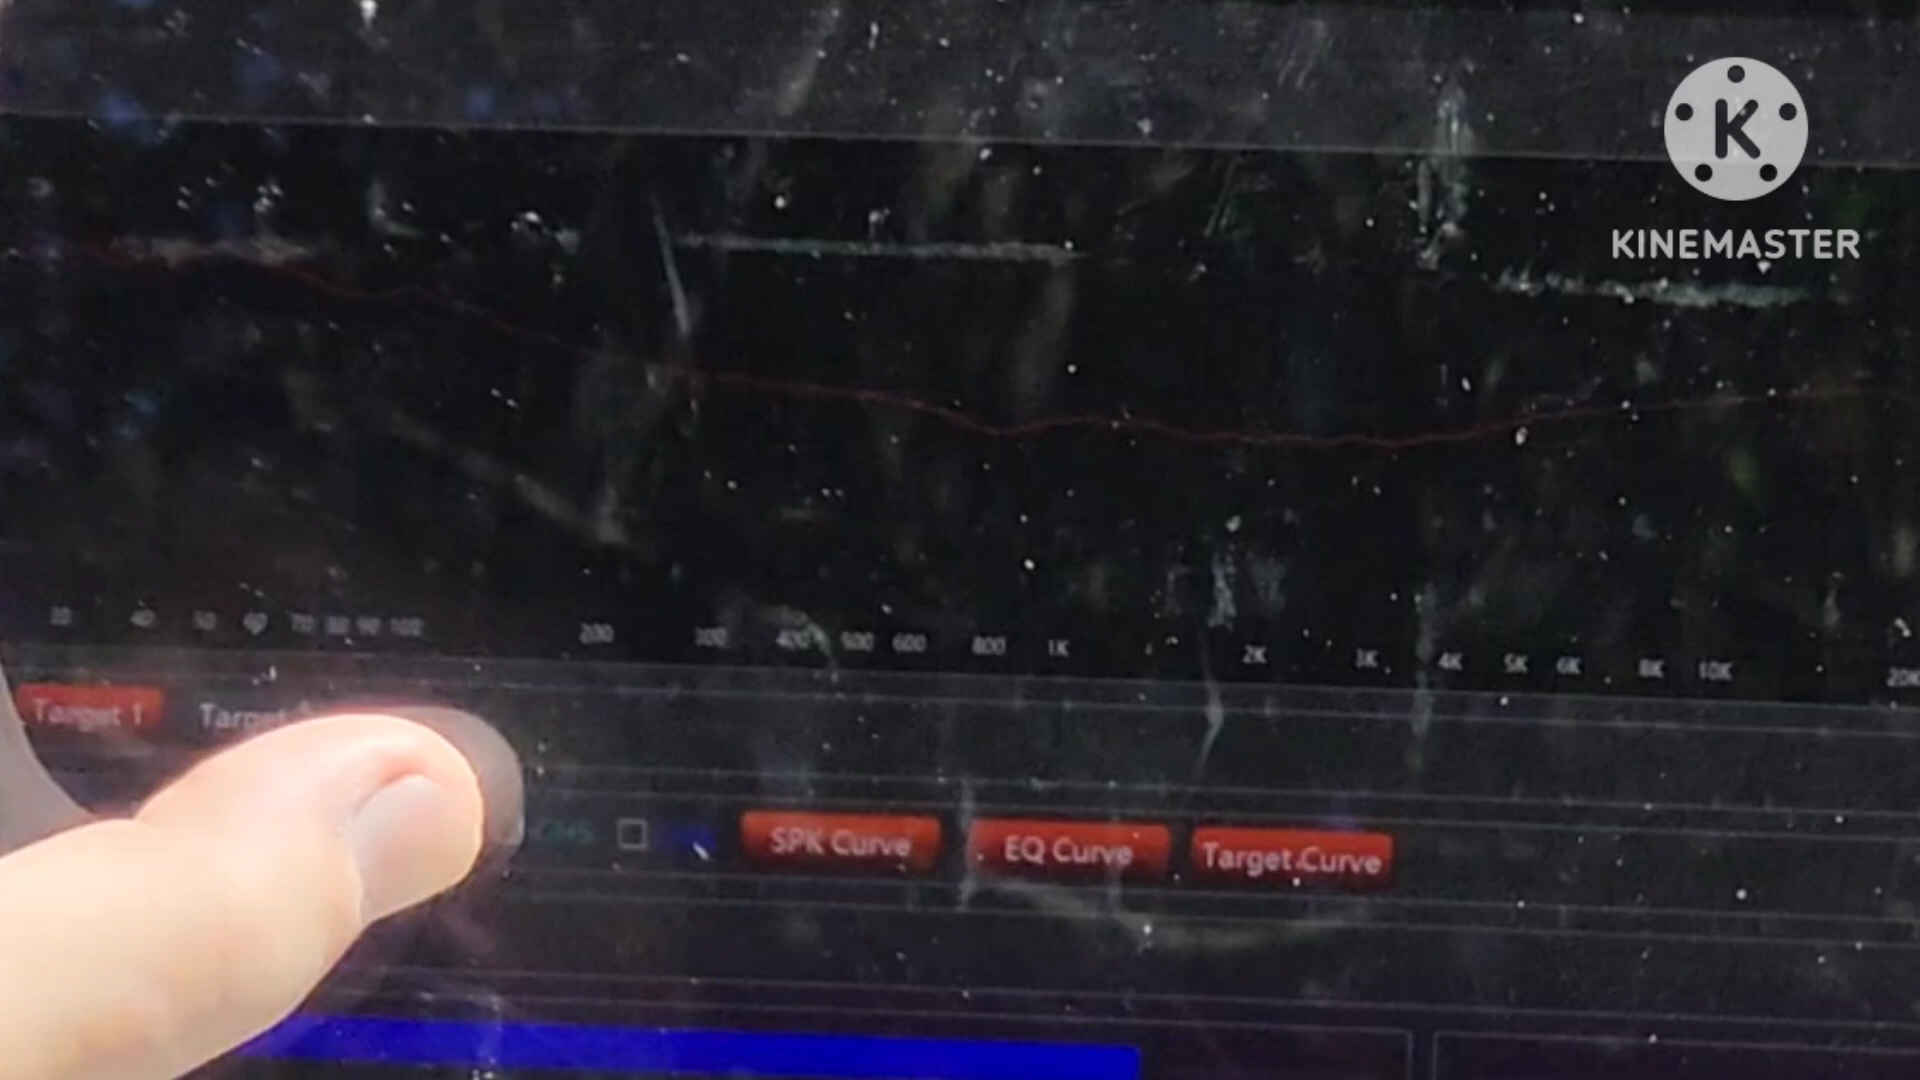 K
KINEMASTER
30 40 50 60 70 80 90 100 200 300 400 500 600 800 1K 2K 3K 4K 5K 6K 8K 10K 20K
Target 1
SPK Curve EQ Curve Target Curve